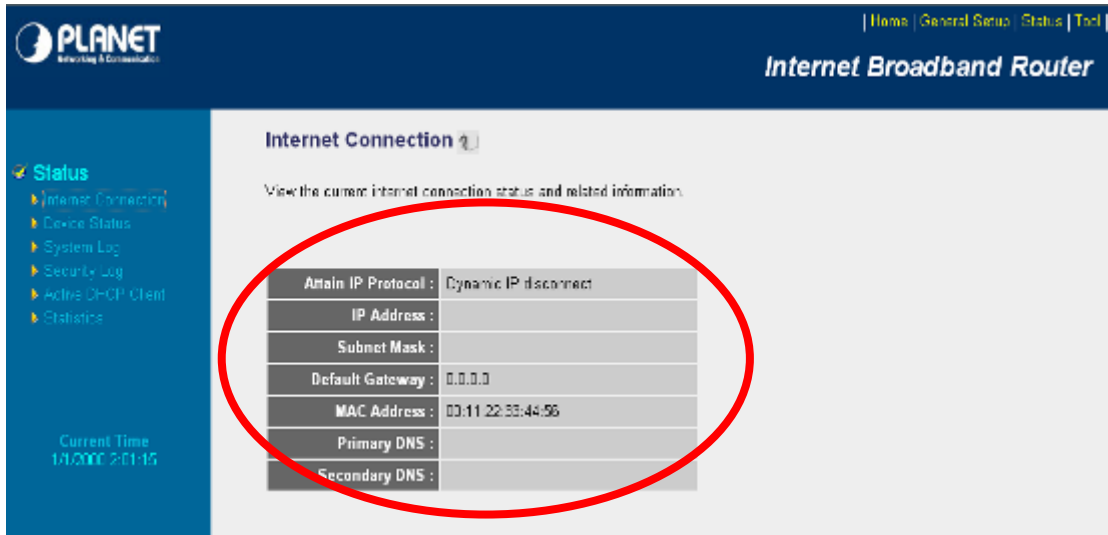 PLANET
Networking & Communication
| Home | General Setup | Status | Tool |
Internet Broadband Router
Status
Internet Connection
Device Status
System Log
Security Log
Active DHCP Client
Statistics
Current Time
1/1/2000 2:01:15
Internet Connection
View the current internet connection status and related information.
Attain IP Protocol : Dynamic IP disconnect
IP Address :
Subnet Mask :
Default Gateway : 0.0.0.0
MAC Address : 00:11:22:33:44:56
Primary DNS :
Secondary DNS :